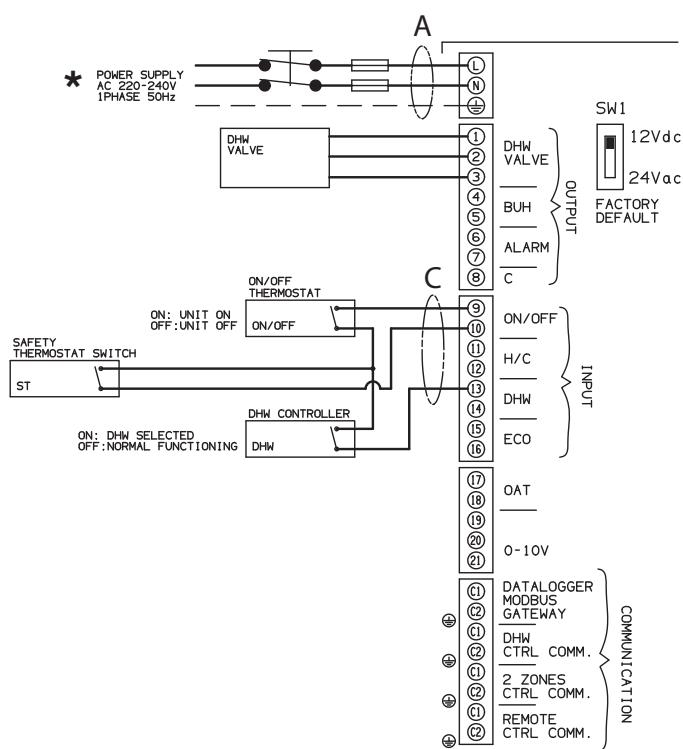 A
*
POWER SUPPLY
AC 220-240V
1PHASE 50Hz
L
N
SW1
12Vdc
24Vac
FACTORY
DEFAULT
DHW
VALVE
1
2
3
4
5
6
7
8
DHW
VALVE
BUH
ALARM
C
OUTPUT
C
ON/OFF
THERMOSTAT
ON: UNIT ON
OFF:UNIT OFF
ON/OFF
SAFETY
THERMOSTAT SWITCH
ST
DHW CONTROLLER
ON: DHW SELECTED
OFF:NORMAL FUNCTIONING
DHW
9
10
11
12
13
14
15
16
ON/OFF
H/C
DHW
ECO
INPUT
17
18
19
20
21
OAT
0-10V
C1
C2
C1
C2
C1
C2
C1
C2
DATALOGGER
MODBUS
GATEWAY
DHW
CTRL COMM.
2 ZONES
CTRL COMM.
REMOTE
CTRL COMM.
COMMUNICATION